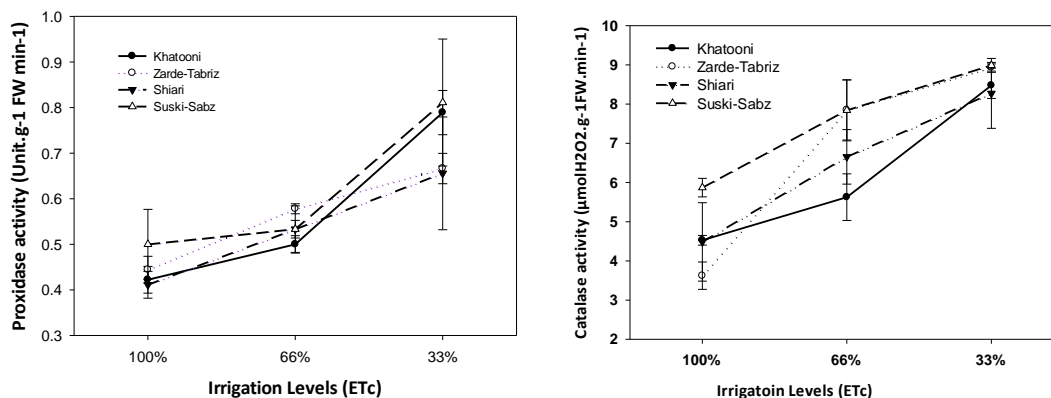 Proxidase activity (Unit.g-1 FW min-1)
1.0
0.9
0.8
0.7
0.6
0.5
0.4
0.3
Khatooni
Zarde-Tabriz
Shiari
Suski-Sabz
100%
66%
33%
Irrigation Levels (ETc)
Catalase activity (µmolH2O2.g-1FW.min-1)
10
9
8
7
6
5
4
3
2
Khatooni
Zarde-Tabriz
Shiari
Suski-Sabz
100%
66%
33%
Irrigatoin Levels (ETc)